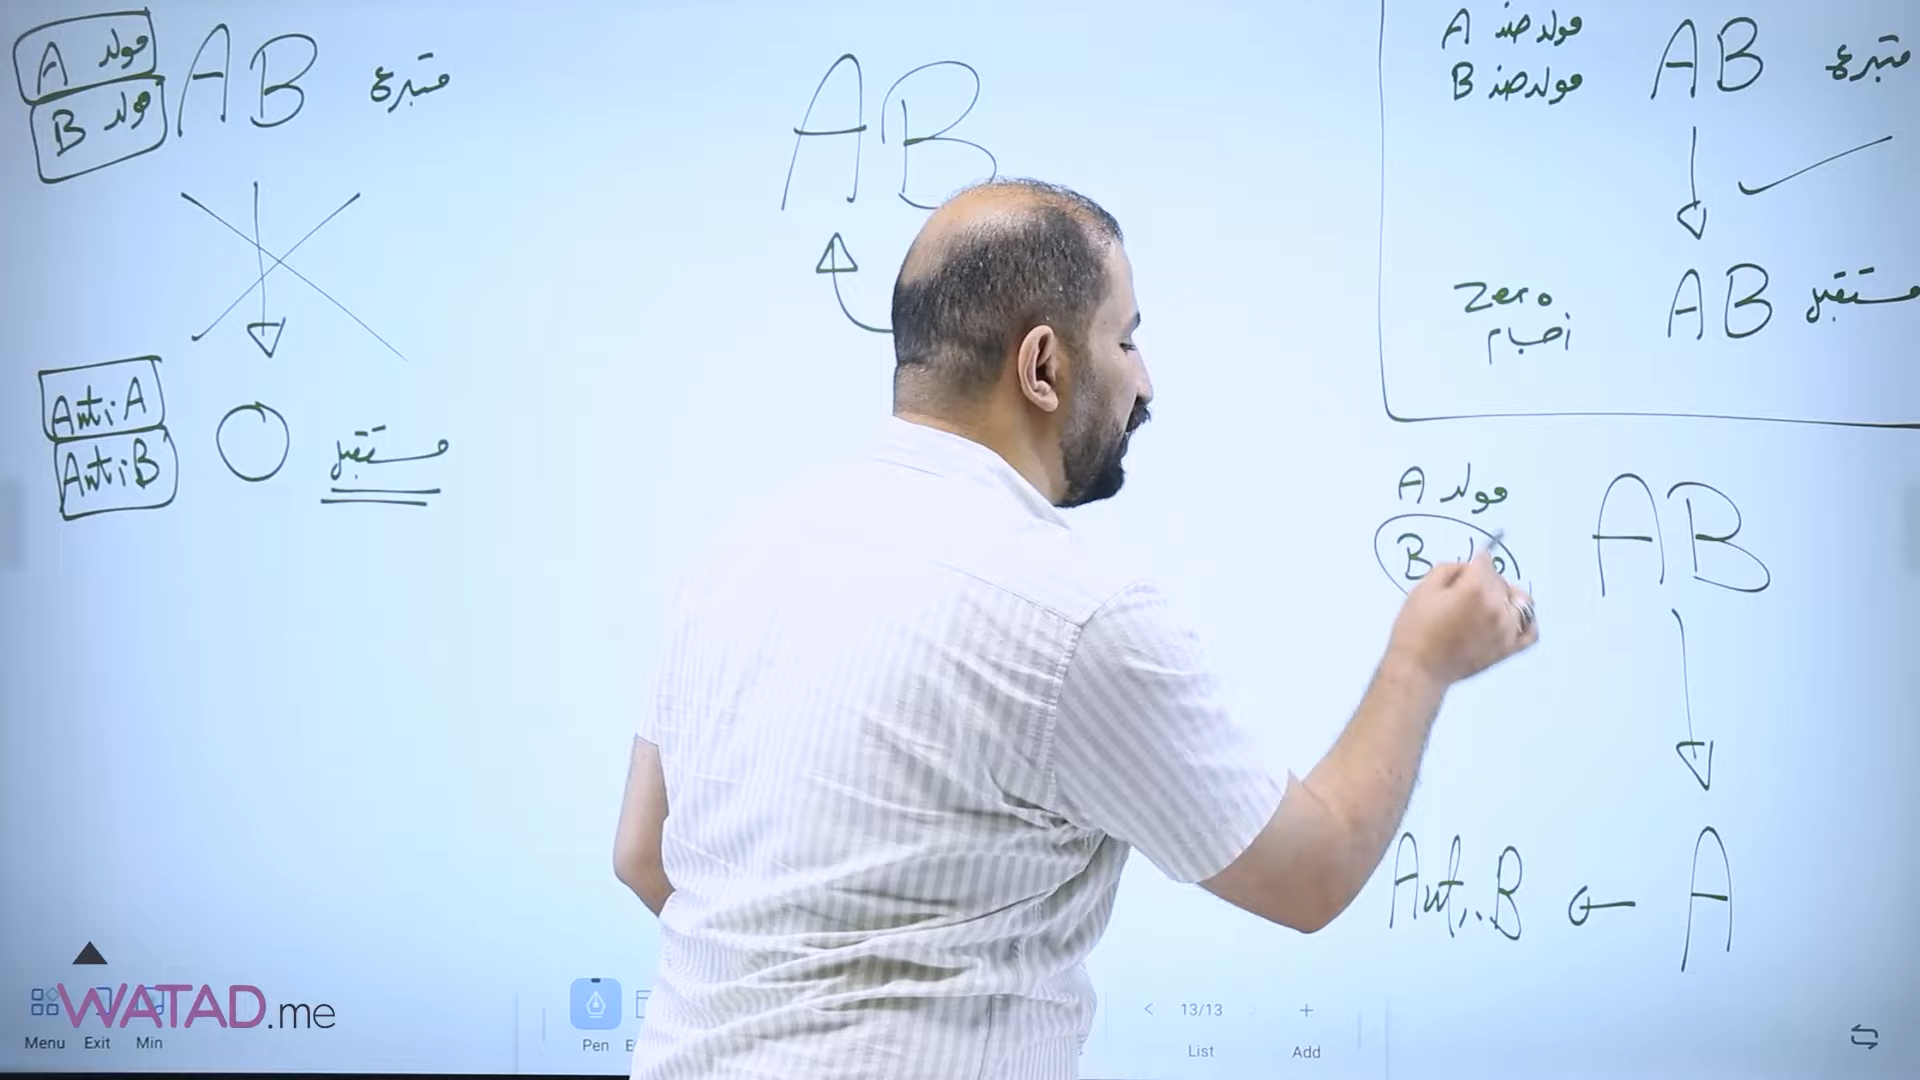 مولد A
مولد B
AB متبرع
Anti A
Anti B
O مستقبل
AB
مولد ضد A
مولد ضد B
AB متبرع
مستقبل AB
Zero
أجسام
مولد A
AB
B
A
Anti.B
WATAD.me
Menu Exit Min
Pen
13/13
List
Add